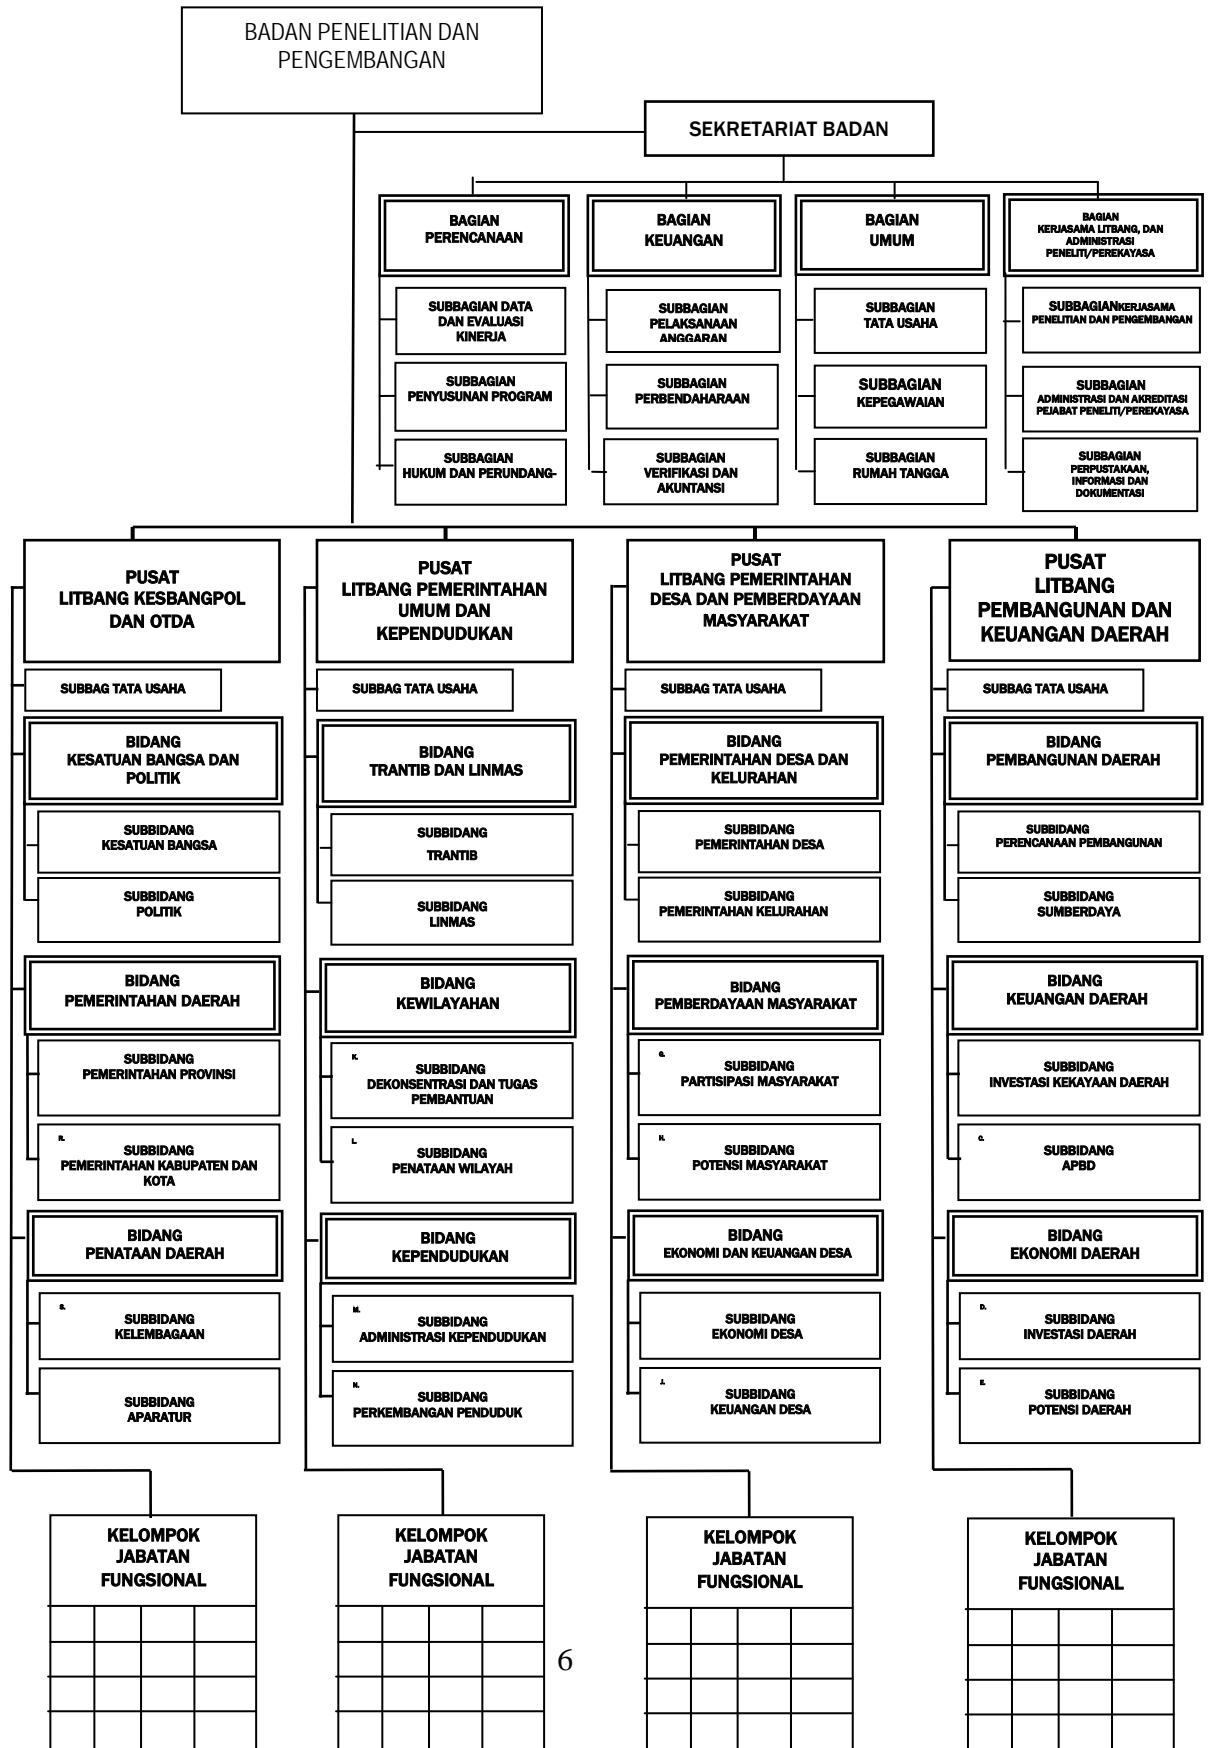 BADAN PENELITIAN DAN
PENGEMBANGAN
SEKRETARIAT BADAN
BAGIAN
PERENCANAAN
BAGIAN
KEUANGAN
BAGIAN
UMUM
BAGIAN
KERJASAMA LITBANG, DAN
ADMINISTRASI
PENELITI/PEREKAYASA
SUBBAGIAN DATA
DAN EVALUASI
KINERJA
SUBBAGIAN
PELAKSANAAN
ANGGARAN
SUBBAGIAN
TATA USAHA
SUBBAGIANKERJASAMA
PENELITIAN DAN PENGEMBANGAN
SUBBAGIAN
PENYUSUNAN PROGRAM
SUBBAGIAN
PERBENDAHARAAN
SUBBAGIAN
KEPEGAWAIAN
SUBBAGIAN
ADMINISTRASI DAN AKREDITASI
PEJABAT PENELITI/PEREKAYASA
SUBBAGIAN
HUKUM DAN PERUNDANG-
SUBBAGIAN
VERIFIKASI DAN
AKUNTANSI
SUBBAGIAN
RUMAH TANGGA
SUBBAGIAN
PERPUSTAKAAN,
INFORMASI DAN
DOKUMENTASI
PUSAT
LITBANG KESBANGPOL
DAN OTDA
SUBBAG TATA USAHA
BIDANG
KESATUAN BANGSA DAN
POLITIK
SUBBIDANG
KESATUAN BANGSA
SUBBIDANG
POLITIK
BIDANG
PEMERINTAHAN DAERAH
SUBBIDANG
PEMERINTAHAN PROVINSI
R.
SUBBIDANG
PEMERINTAHAN KABUPATEN DAN
KOTA
BIDANG
PENATAAN DAERAH
S.
SUBBIDANG
KELEMBAGAAN
SUBBIDANG
APARATUR
KELOMPOK
JABATAN
FUNGSIONAL
PUSAT
LITBANG PEMERINTAHAN
UMUM DAN
KEPENDUDUKAN
SUBBAG TATA USAHA
BIDANG
TRANTIB DAN LINMAS
SUBBIDANG
TRANTIB
SUBBIDANG
LINMAS
BIDANG
KEWILAYAHAN
K.
SUBBIDANG
DEKONSENTRASI DAN TUGAS
PEMBANTUAN
L.
SUBBIDANG
PENATAAN WILAYAH
BIDANG
KEPENDUDUKAN
M.
SUBBIDANG
ADMINISTRASI KEPENDUDUKAN
N.
SUBBIDANG
PERKEMBANGAN PENDUDUK
KELOMPOK
JABATAN
FUNGSIONAL
PUSAT
LITBANG PEMERINTAHAN
DESA DAN PEMBERDAYAAN
MASYARAKAT
SUBBAG TATA USAHA
BIDANG
PEMERINTAHAN DESA DAN
KELURAHAN
SUBBIDANG
PEMERINTAHAN DESA
SUBBIDANG
PEMERINTAHAN KELURAHAN
BIDANG
PEMBERDAYAAN MASYARAKAT
G.
SUBBIDANG
PARTISIPASI MASYARAKAT
H.
SUBBIDANG
POTENSI MASYARAKAT
BIDANG
EKONOMI DAN KEUANGAN DESA
SUBBIDANG
EKONOMI DESA
J.
SUBBIDANG
KEUANGAN DESA
KELOMPOK
JABATAN
FUNGSIONAL
PUSAT
LITBANG
PEMBANGUNAN DAN
KEUANGAN DAERAH
SUBBAG TATA USAHA
BIDANG
PEMBANGUNAN DAERAH
SUBBIDANG
PERENCANAAN PEMBANGUNAN
SUBBIDANG
SUMBERDAYA
BIDANG
KEUANGAN DAERAH
SUBBIDANG
INVESTASI KEKAYAAN DAERAH
C.
SUBBIDANG
APBD
BIDANG
EKONOMI DAERAH
D.
SUBBIDANG
INVESTASI DAERAH
E.
SUBBIDANG
POTENSI DAERAH
KELOMPOK
JABATAN
FUNGSIONAL
6